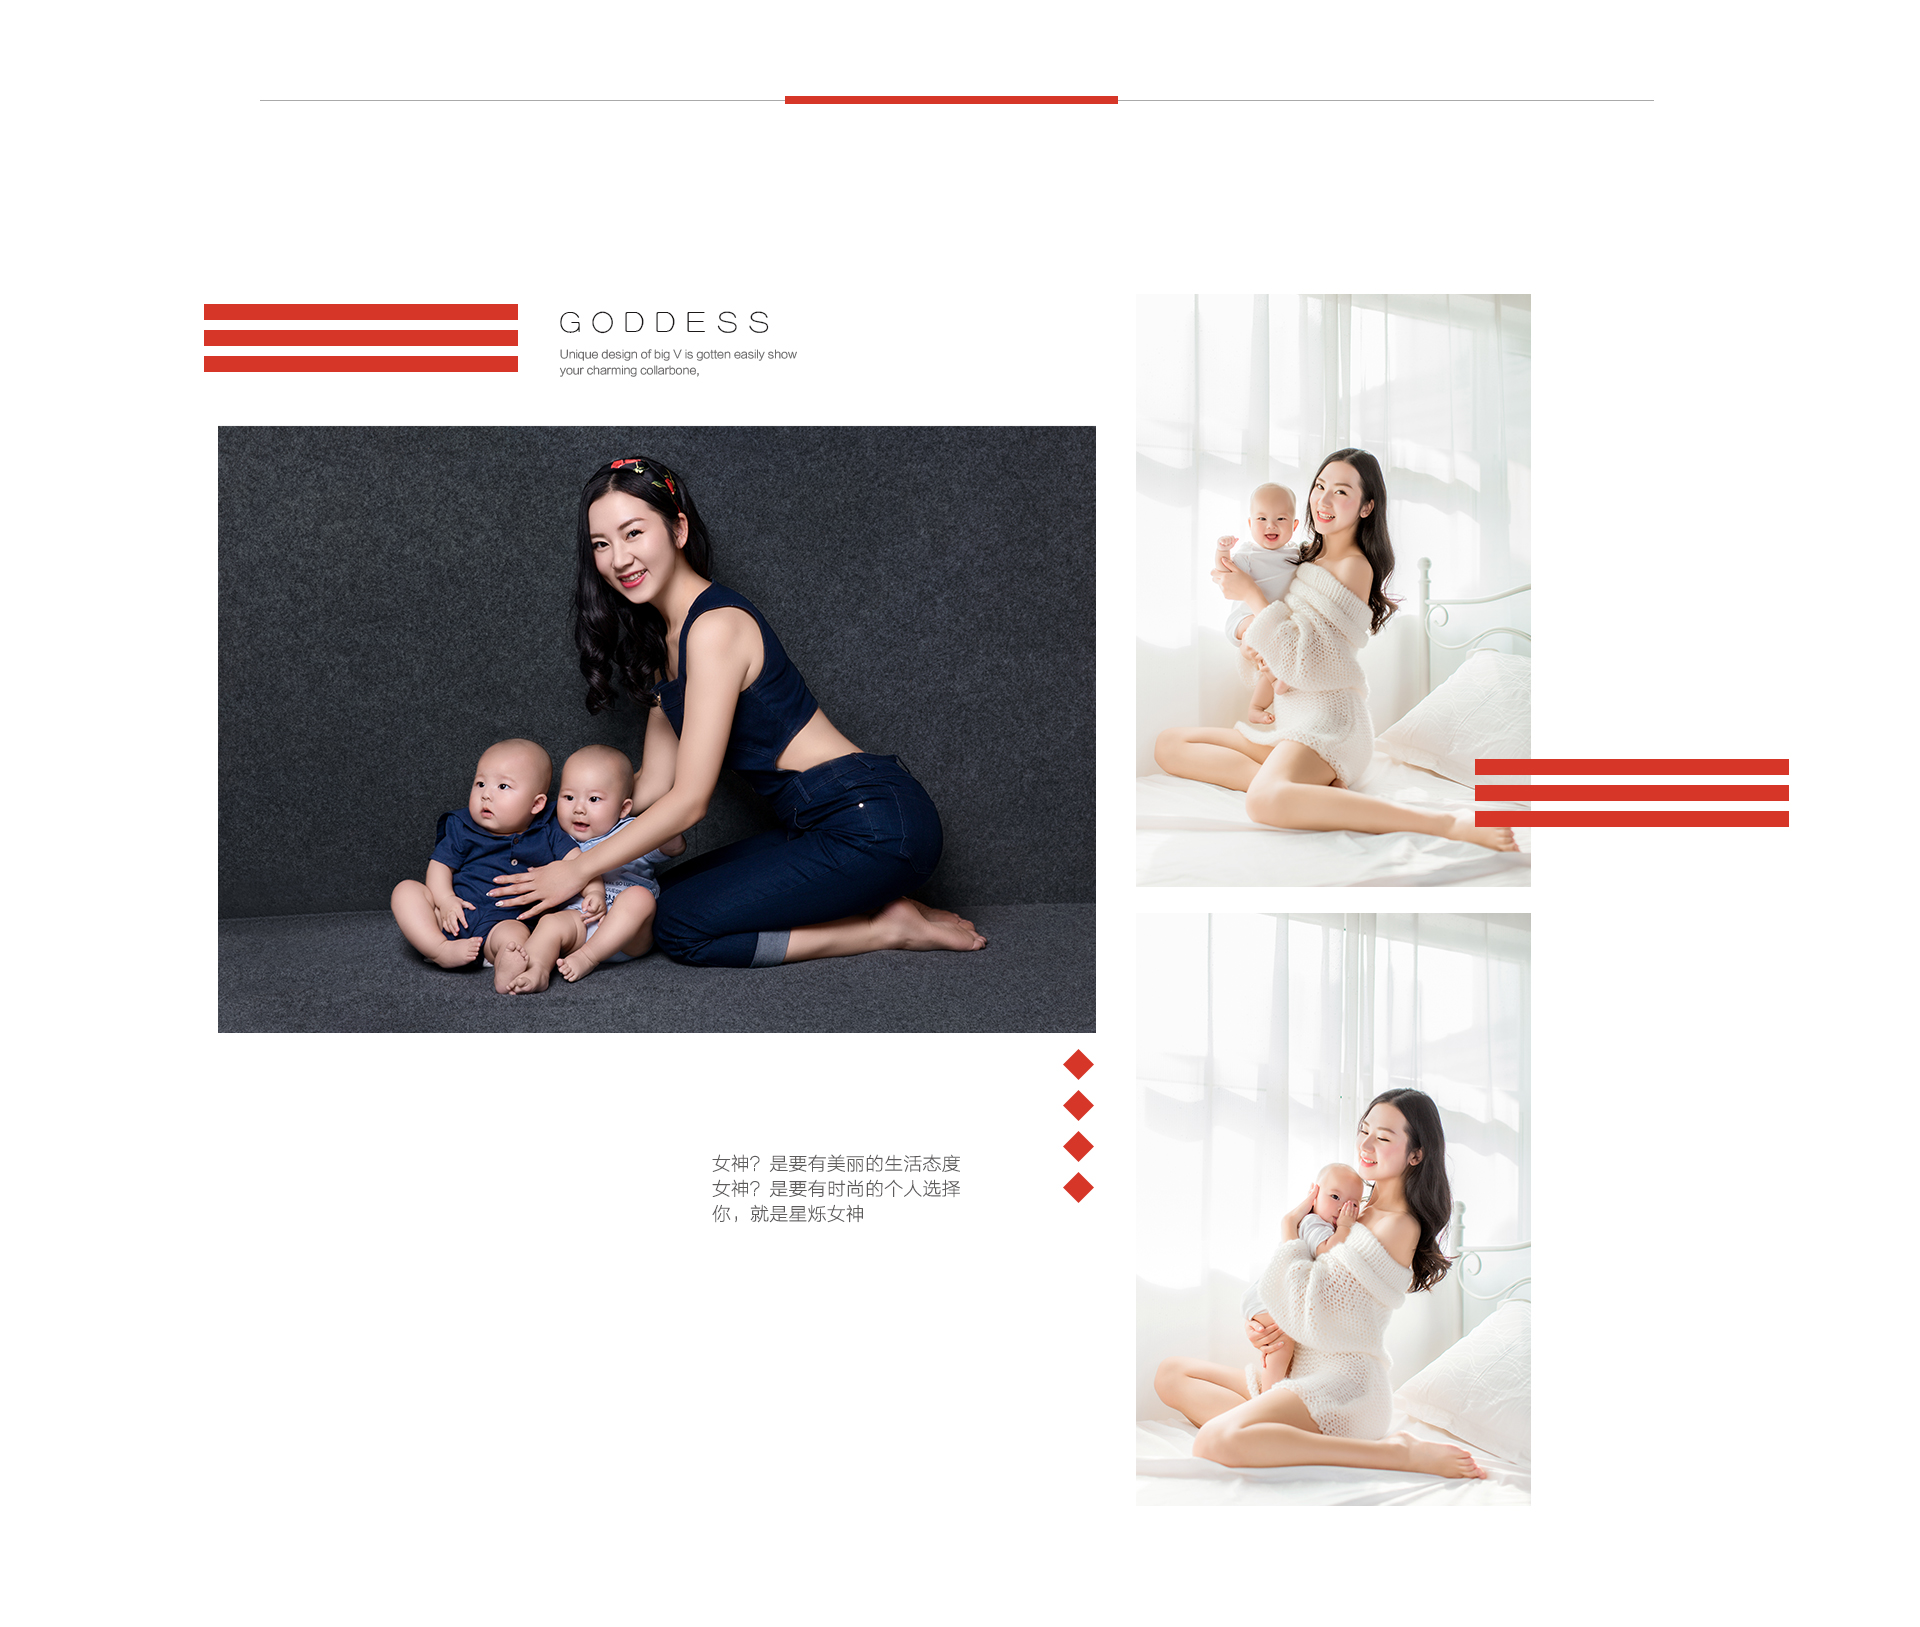 GODDESS
Unique design of big V is gotten easily show
your charming collarbone,
女神？是要有美丽的生活态度
女神？是要有时尚的个人选择
你，就是星烁女神